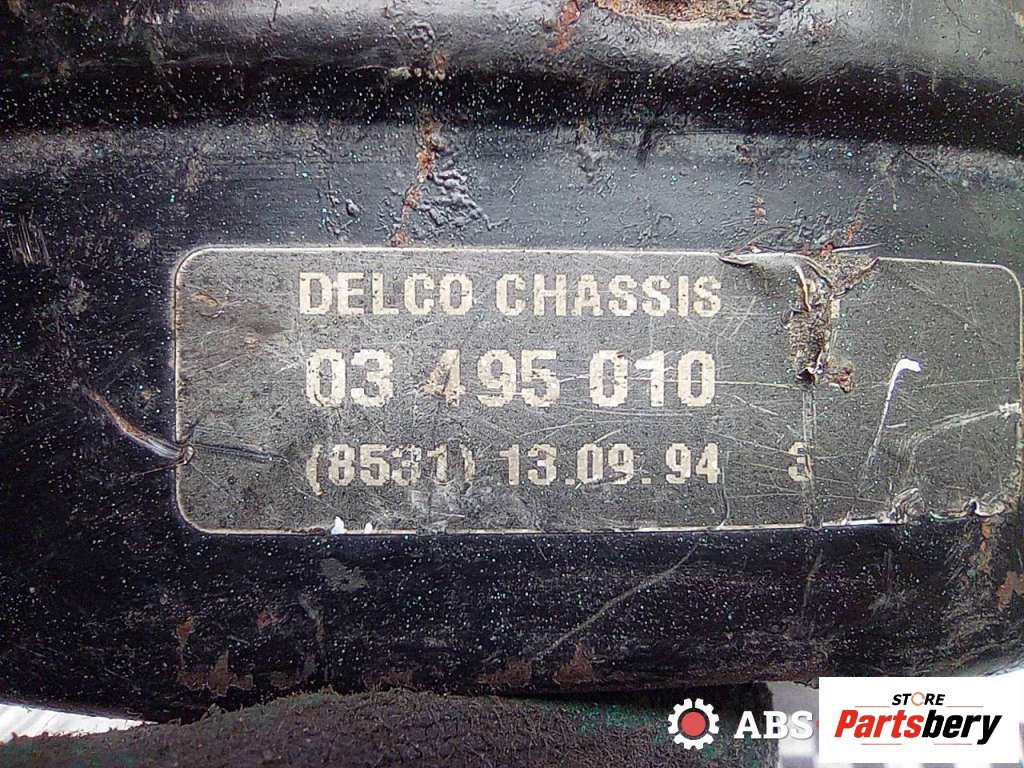 DELCO CHASSIS
03 495 010
(8531) 13.09.94 S
ABS
STORE
Partsbery